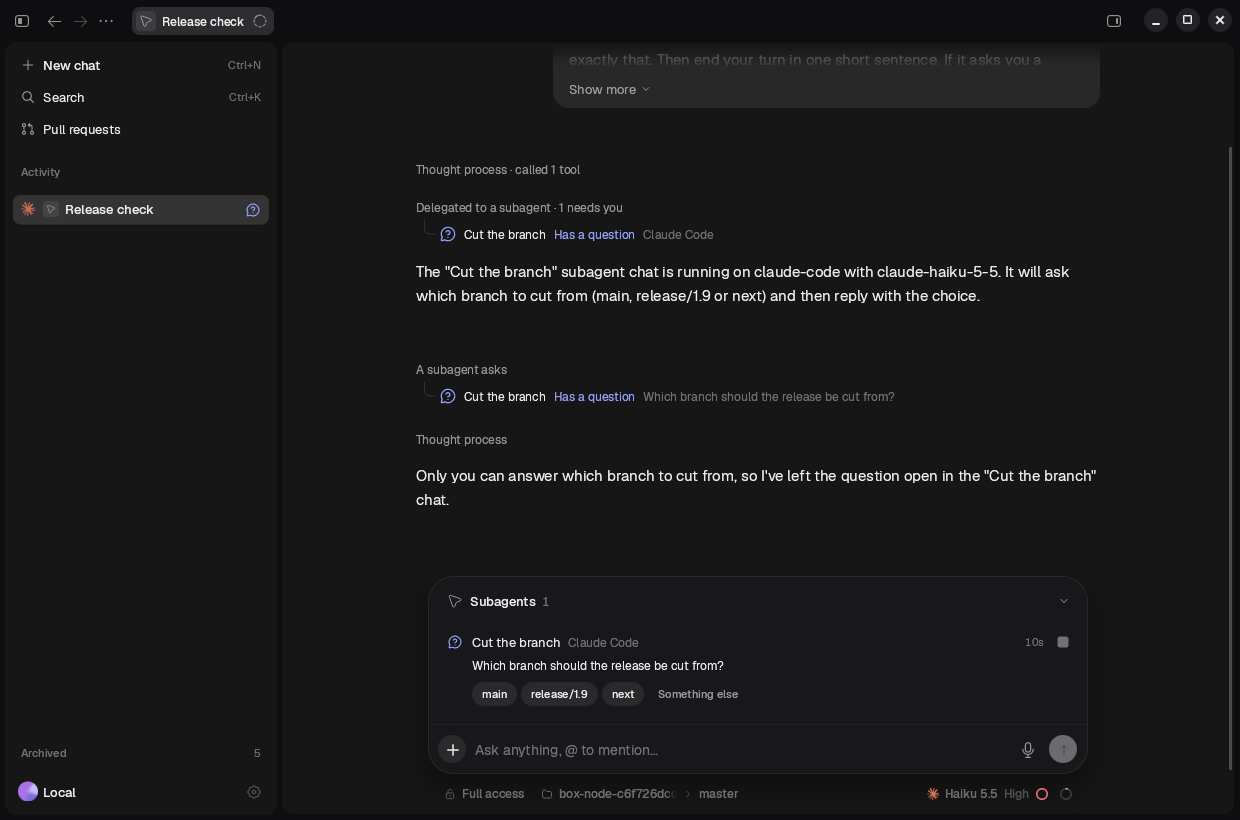 Release check
New chat Ctrl+N
Search Ctrl+K
Pull requests
Activity
Release check
Archived 5
Local
exactly that. Then end your turn in one short sentence. If it asks you a
Show more
Thought process · called 1 tool
Delegated to a subagent · 1 needs you
Cut the branch Has a question Claude Code
The "Cut the branch" subagent chat is running on claude-code with claude-haiku-5-5. It will ask
which branch to cut from (main, release/1.9 or next) and then reply with the choice.
A subagent asks
Cut the branch Has a question Which branch should the release be cut from?
Thought process
Only you can answer which branch to cut from, so I've left the question open in the "Cut the branch"
chat.
Subagents 1
Cut the branch Claude Code 10s
Which branch should the release be cut from?
main release/1.9 next Something else
Ask anything, @ to mention...
Full access box-node-c6f726dc master Haiku 5.5 High